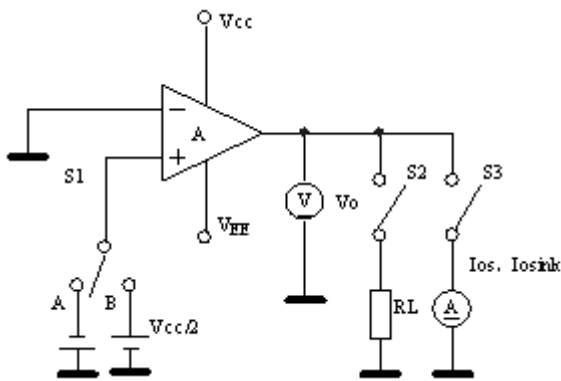 Vcc
−
A
+
S1
VEE
V
Vo
S2
S3
Ios. Iosink
A
B
Vcc/2
RL
A